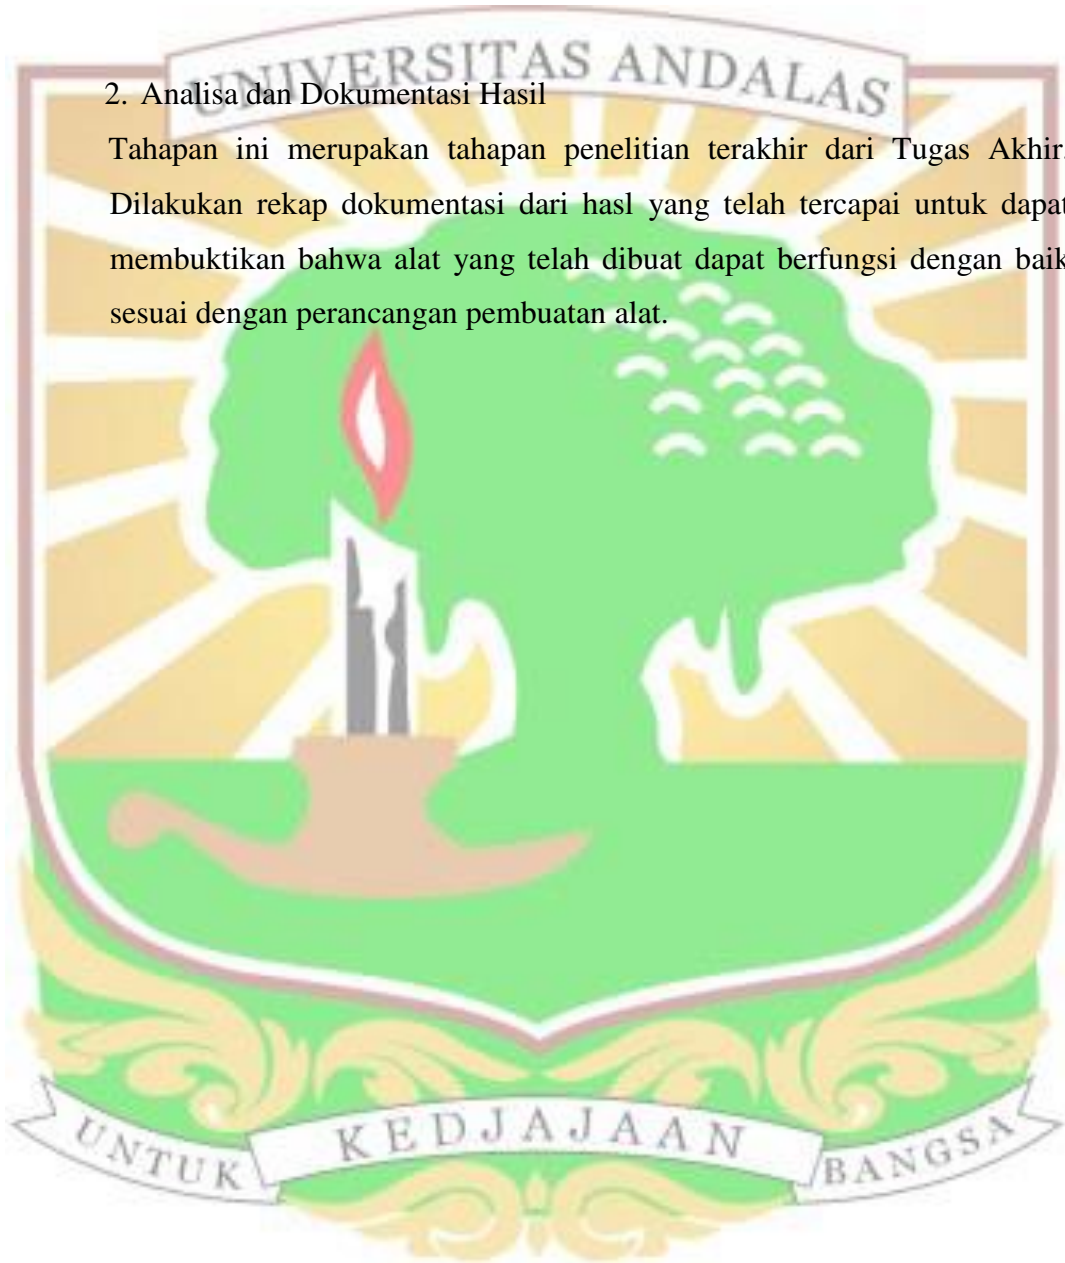 UNIVERSITAS ANDALAS
2. Analisa dan Dokumentasi Hasil
Tahapan ini merupakan tahapan penelitian terakhir dari Tugas Akhir.
Dilakukan rekap dokumentasi dari hasl yang telah tercapai untuk dapat
membuktikan bahwa alat yang telah dibuat dapat berfungsi dengan baik
sesuai dengan perancangan pembuatan alat.
UNTUK KEDJAJAAN BANGSA